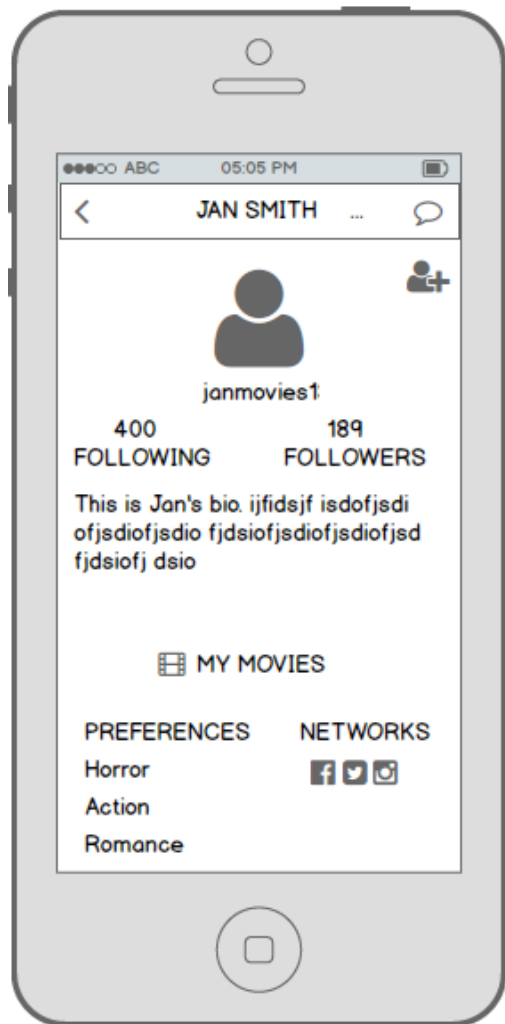 ABC 05:05 PM
JAN SMITH ...
janmovies1
400 189
FOLLOWING FOLLOWERS
This is Jan's bio. ijfidsjf isdofjsdi
ofjsdiofjsdio fjdsiofjsdiofjsdiofjsd
fjdsiofj dsio
MY MOVIES
PREFERENCES NETWORKS
Horror
Action
Romance